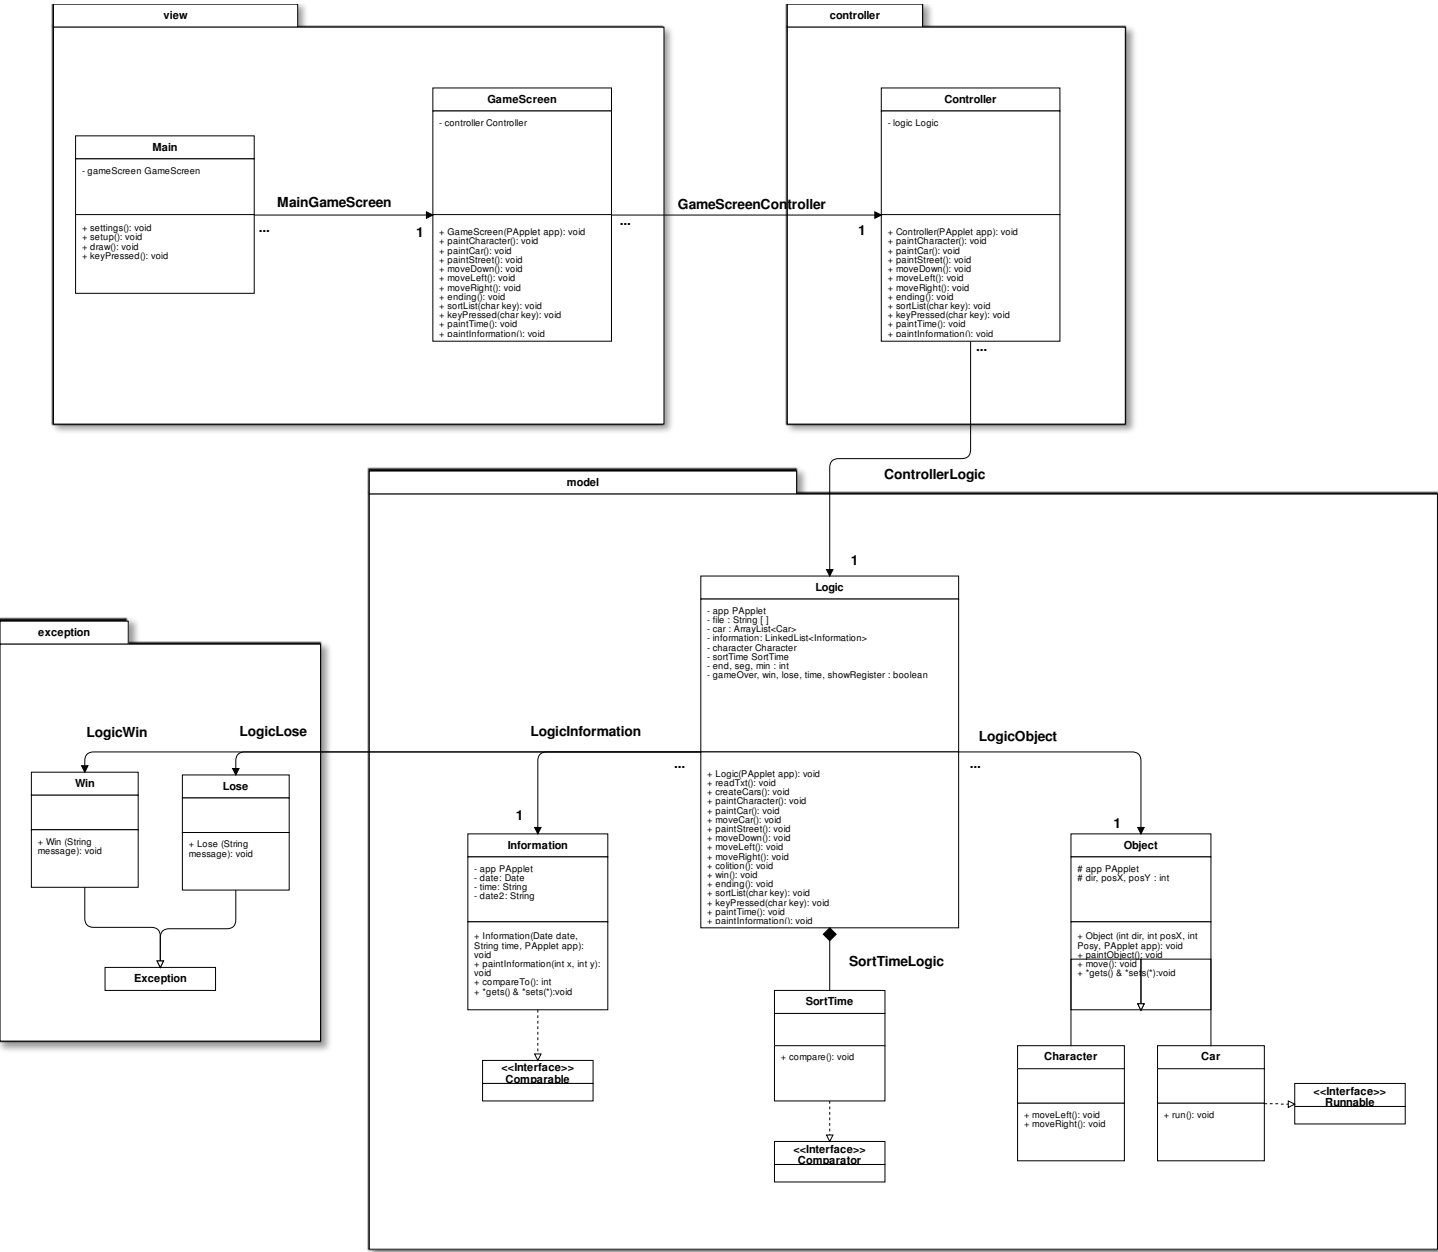 view
controller
GameScreen
- controller Controller
Controller
- logic Logic
Main
- gameScreen GameScreen
MainGameScreen
...
1
GameScreenController
...
1
+ settings(): void
+ setup(): void
+ draw(): void
+ keyPressed(): void
+ GameScreen(PApplet app): void
+ paintCharacter(): void
+ paintCar(): void
+ paintStreet(): void
+ moveDown(): void
+ moveLeft(): void
+ moveRight(): void
+ ending(): void
+ sortList(char key): void
+ keyPressed(char key): void
+ paintTime(): void
+ paintInformation(): void
+ Controller(PApplet app): void
+ paintCharacter(): void
+ paintCar(): void
+ paintStreet(): void
+ moveDown(): void
+ moveLeft(): void
+ moveRight(): void
+ ending(): void
+ sortList(char key): void
+ keyPressed(char key): void
+ paintTime(): void
+ paintInformation(): void
...
ControllerLogic
1
model
Logic
- app PApplet
- file : String [ ]
- car : ArrayList<Car>
- information: LinkedList<Information>
- character Character
- sortTime SortTime
- end, seg, min : int
- gameOver, win, lose, time, showRegister : boolean
+ Logic(PApplet app): void
+ readTxt(): void
+ createCars(): void
+ paintCharacter(): void
+ paintCar(): void
+ moveCar(): void
+ paintStreet(): void
+ moveDown(): void
+ moveLeft(): void
+ moveRight(): void
+ colition(): void
+ win(): void
+ ending(): void
+ sortList(char key): void
+ keyPressed(char key): void
+ paintTime(): void
+ paintInformation(): void
exception
LogicWin
LogicLose
LogicInformation
...
LogicObject
...
Win
+ Win (String
message): void
Lose
+ Lose (String
message): void
Exception
1
Information
- app PApplet
- date: Date
- time: String
- date2: String
+ Information(Date date,
String time, PApplet app):
void
+ paintInformation(int x, int y):
void
+ compareTo(): int
+ *gets() & *sets(*):void
<<Interface>>
Comparable
SortTimeLogic
SortTime
+ compare(): void
<<Interface>>
Comparator
1
Object
# app PApplet
# dir, posX, posY : int
+ Object (int dir, int posX, int
Posy, PApplet app): void
+ paintObject(): void
+ move(): void
+ *gets() & *sets(*):void
Character
+ moveLeft(): void
+ moveRight(): void
Car
+ run(): void
<<Interface>>
Runnable